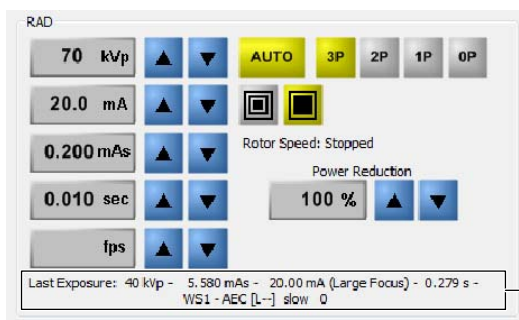 RAD
70 kVp
AUTO 3P 2P 1P 0P
20.0 mA
0.200 mAs
Rotor Speed: Stopped
Power Reduction
0.010 sec
100 %
fps
Last Exposure: 40 kVp - 5.580 mAs - 20.00 mA (Large Focus) - 0.279 s -
WS1 - AEC [L--] slow 0